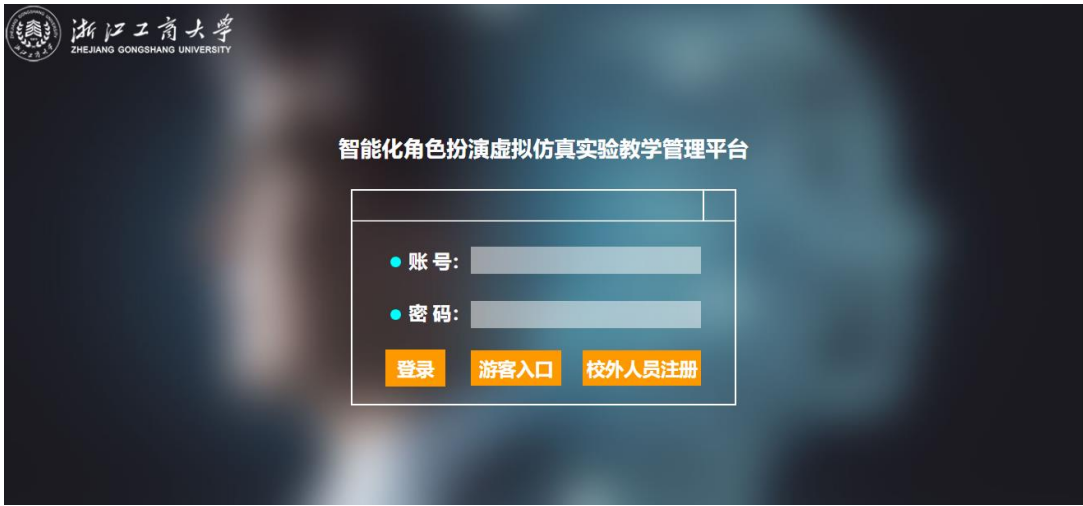 浙江工商大学
ZHEJIANG GONGSHANG UNIVERSITY
智能化角色扮演虚拟仿真实验教学管理平台
账 号:
密 码:
登录 游客入口 校外人员注册